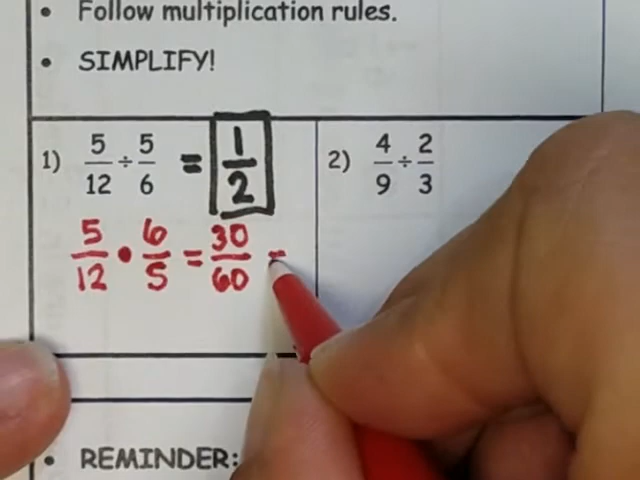 • Follow multiplication rules.
• SIMPLIFY!
1) 5/12 ÷ 5/6 = 1/2
5/12 • 6/5 = 30/60 =
2) 4/9 ÷ 2/3
• REMINDER: